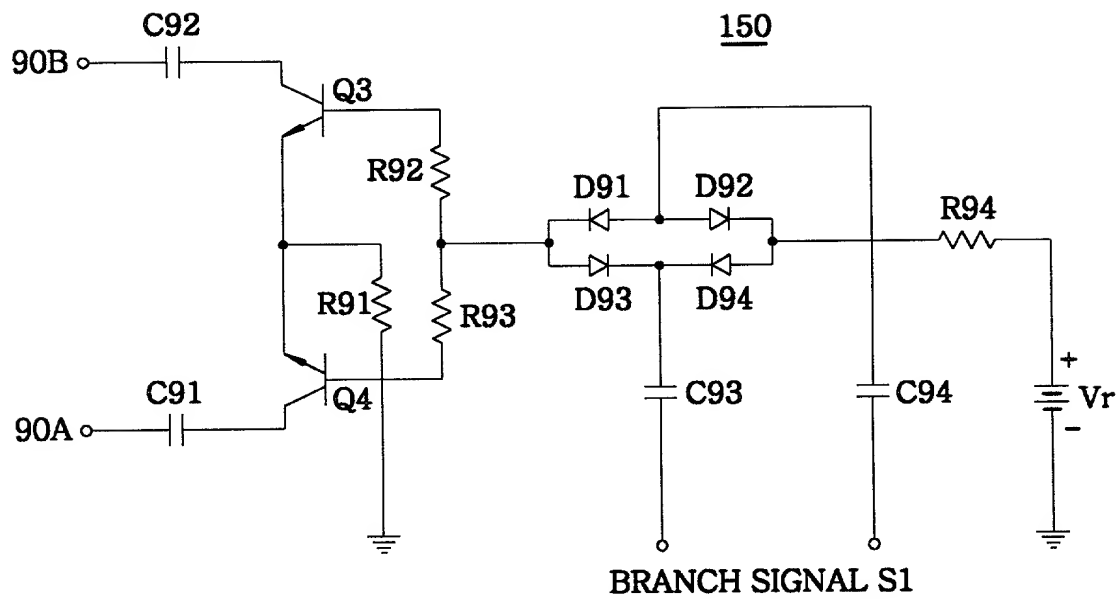 150
C92
90B
Q3
R92
D91
D92
R94
R91
R93
D93
D94
+
C91
Q4
C93
C94
Vr
-
90A
BRANCH SIGNAL S1